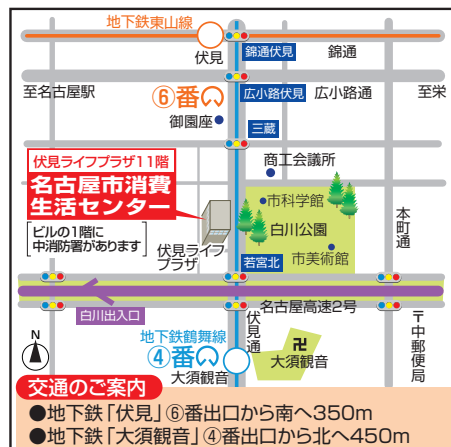 地下鉄東山線
伏見
錦通伏見
錦通
至名古屋駅
⑥番
広小路伏見
広小路通
至栄
御園座
三蔵
商工会議所
伏見ライフプラザ11階
名古屋市消費
生活センター
ビルの1階に
中消防署があります
市科学館
白川公園
本町通
伏見ライフ
プラザ
市美術館
若宮北
白川出入口
名古屋高速2号
N
地下鉄鶴舞線
④番
大須観音
伏見通
卍
大須観音
〒中郵便局
交通のご案内
●地下鉄「伏見」⑥番出口から南へ350m
●地下鉄「大須観音」④番出口から北へ450m